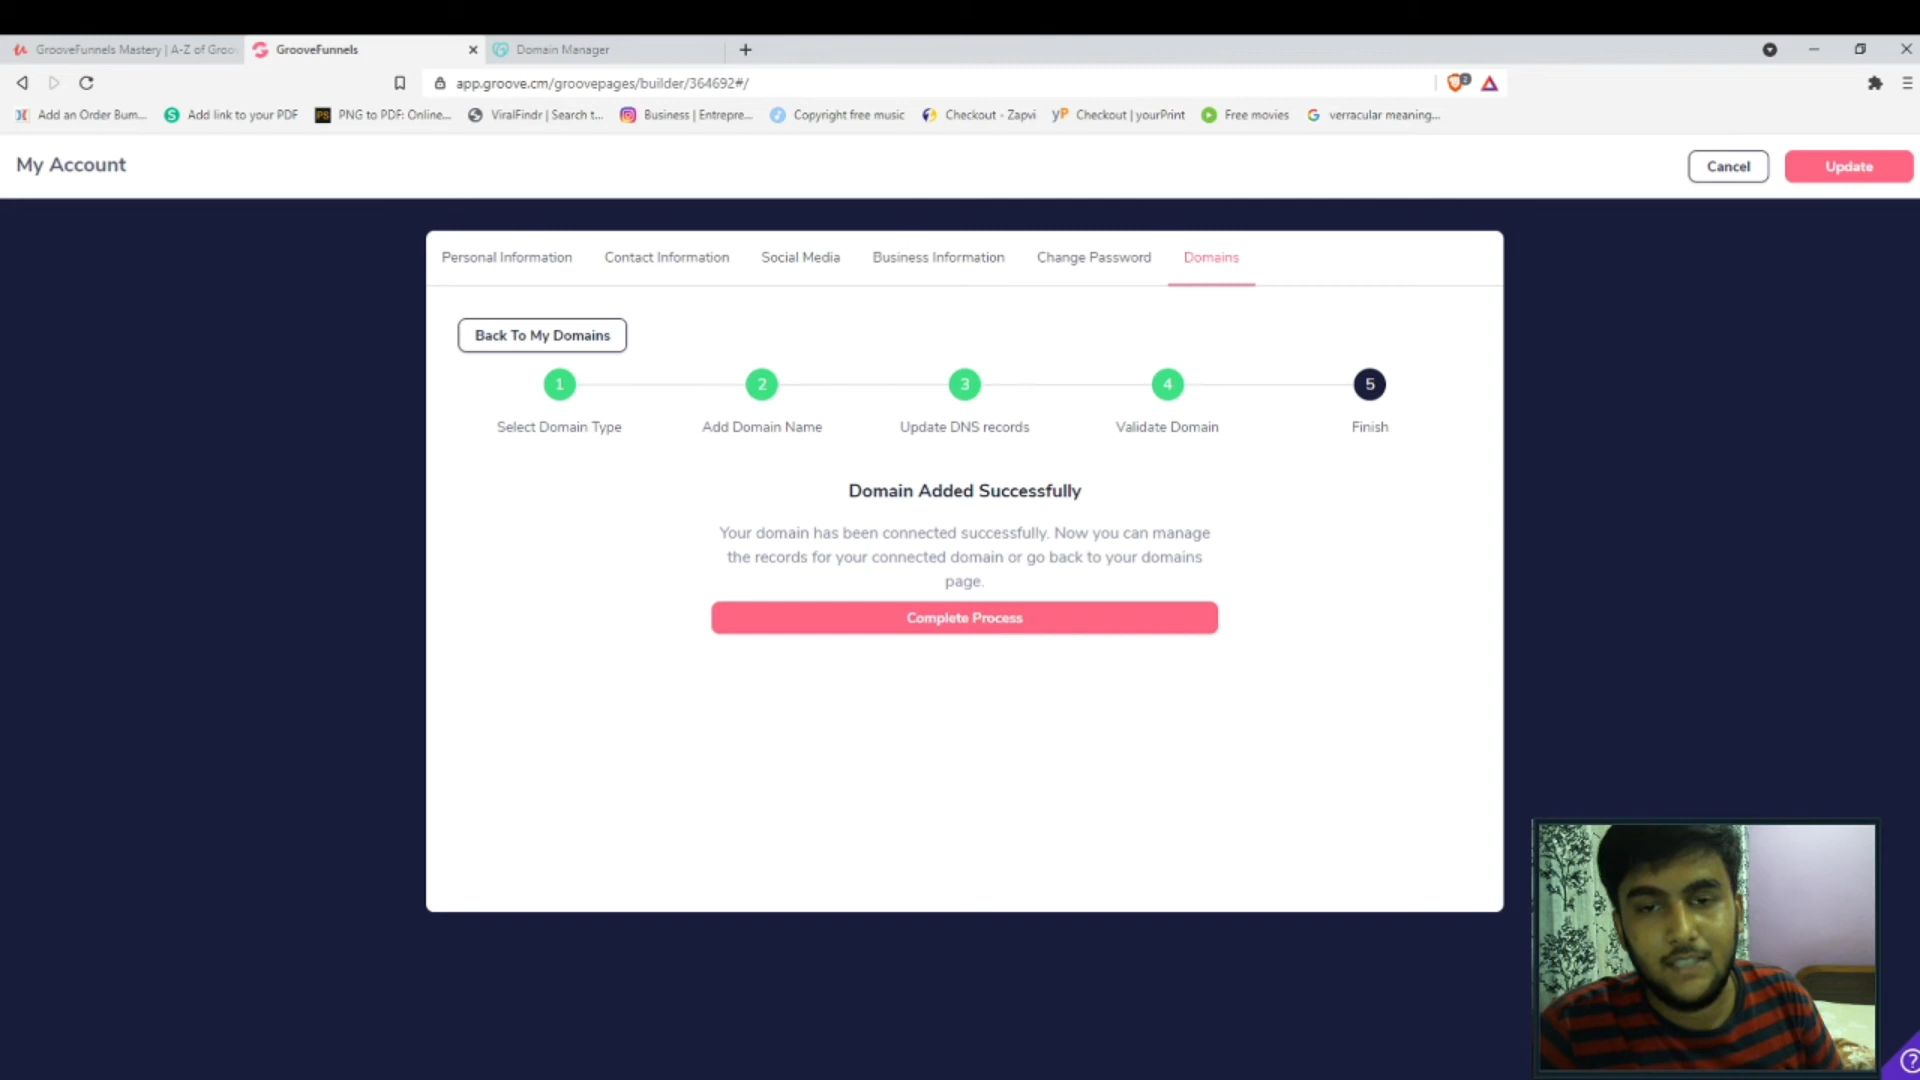 GrooveFunnels Mastery | A-Z of Groo
GrooveFunnels
Domain Manager
app.groove.cm/groovepages/builder/364692#/
2
Add an Order Bum...
Add link to your PDF
PS
PNG to PDF: Online...
ViralFindr | Search t...
Business | Entrepre...
Copyright free music
Checkout - Zapvi
yP
Checkout | yourPrint
Free movies
verracular meaning...
My Account
Cancel
Update
Personal Information
Contact Information
Social Media
Business Information
Change Password
Domains
Back To My Domains
1
2
3
4
5
Select Domain Type
Add Domain Name
Update DNS records
Validate Domain
Finish
Domain Added Successfully
Your domain has been connected successfully. Now you can manage
the records for your connected domain or go back to your domains
page.
Complete Process
?